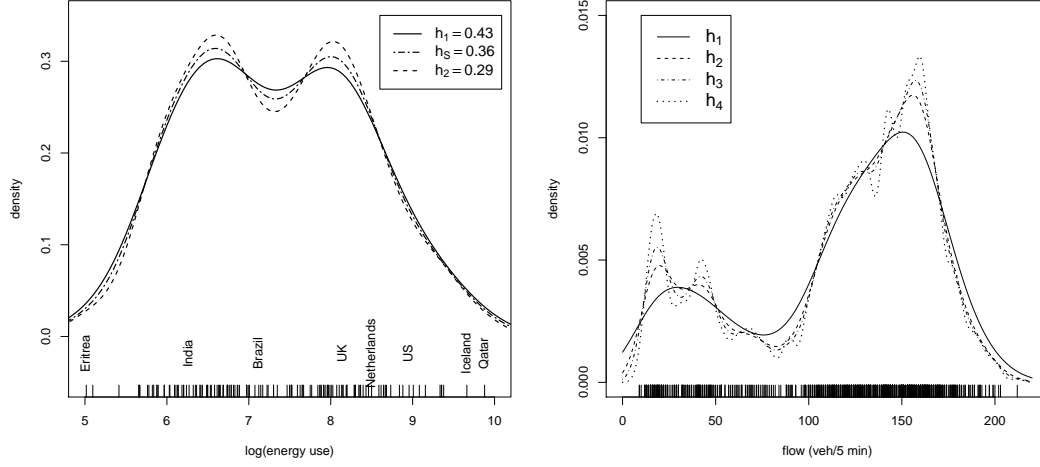 h1=0.43
hS=0.36
h2=0.29
density
0.0
0.1
0.2
0.3
Eritrea
India
Brazil
UK
Netherlands
US
Iceland
Qatar
5
6
7
8
9
10
log(energy use)
h1
h2
h3
h4
density
0.000
0.005
0.010
0.015
0
50
100
150
200
flow (veh/5 min)